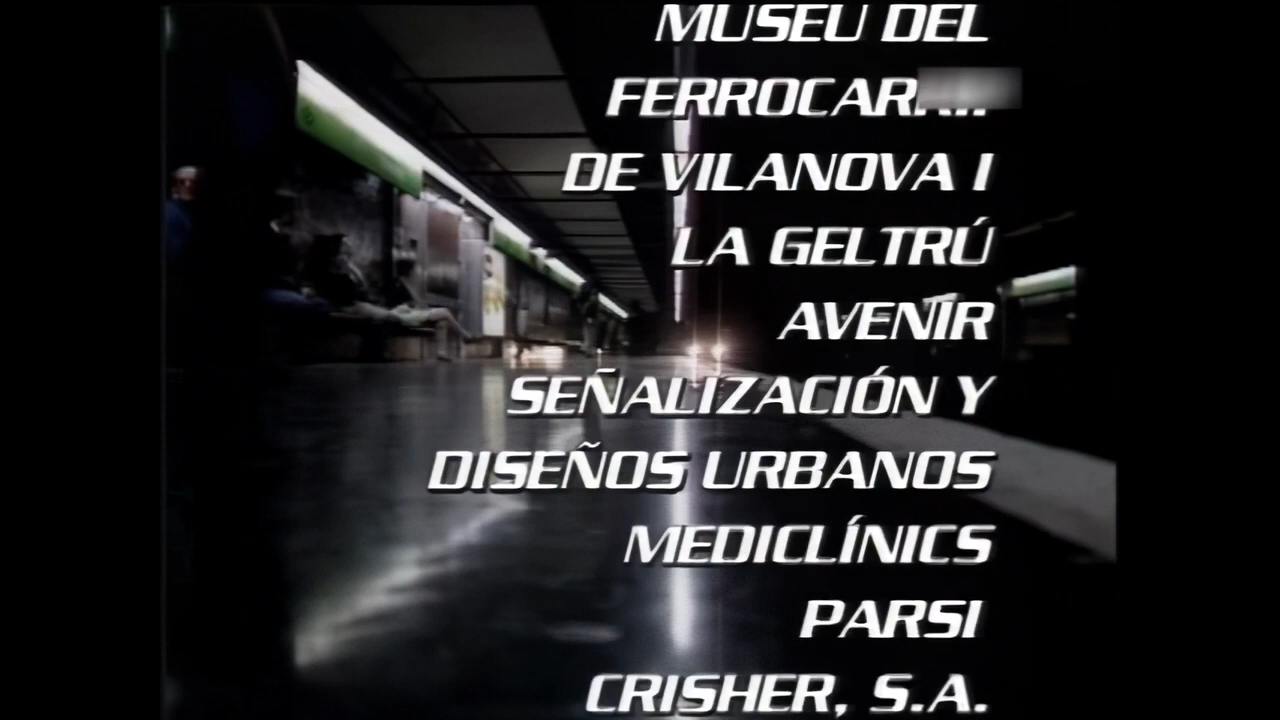 MUSEU DEL
DE VILANOVA I
LA GELTRÚ
AVENIR
SEÑALIZACIÓN Y
DISEÑOS URBANOS
MEDICLÍNICS
PARSI
CRISHER, S.A.